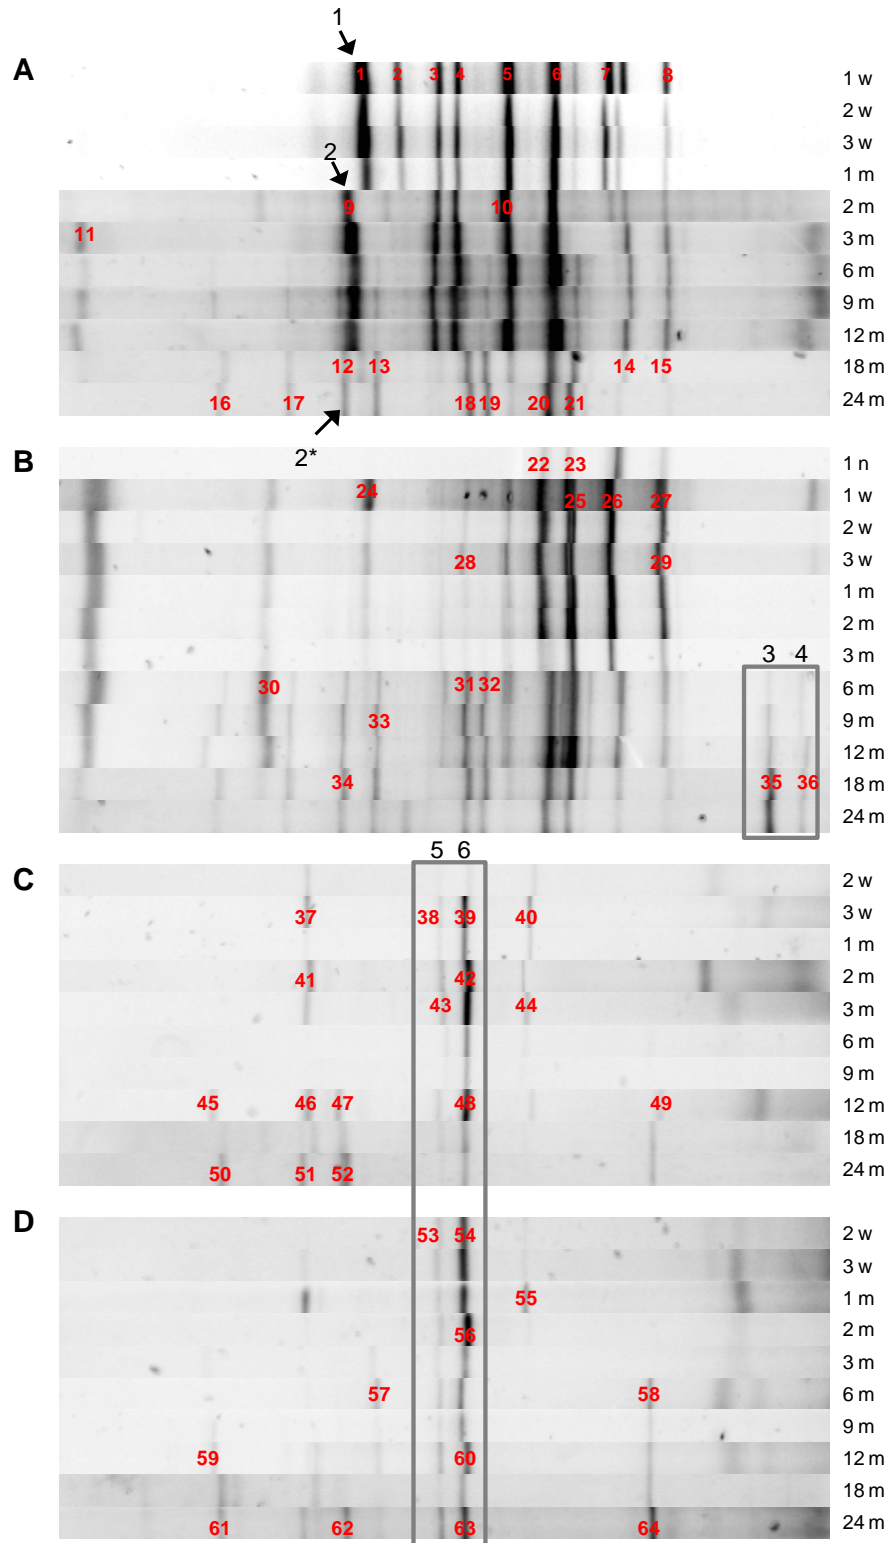 1
A
1 2 3 4 5 6 7 8 1 w
2 w
3 w
2 1 m
9 10 2 m
11 3 m
6 m
9 m
12 m
12 13 14 15 18 m
16 17 18 19 20 21 24 m
2*
B
22 23 1 n
24 25 26 27 1 w
2 w
28 29 3 w
1 m
2 m
3 4 3 m
30 31 32 6 m
33 9 m
12 m
34 35 36 18 m
24 m
5 6
C
2 w
37 38 39 40 3 w
1 m
41 42 2 m
43 44 3 m
6 m
9 m
45 46 47 48 49 12 m
18 m
50 51 52 24 m
D
53 54 2 w
3 w
55 1 m
56 2 m
3 m
57 58 6 m
9 m
59 60 12 m
18 m
61 62 63 64 24 m